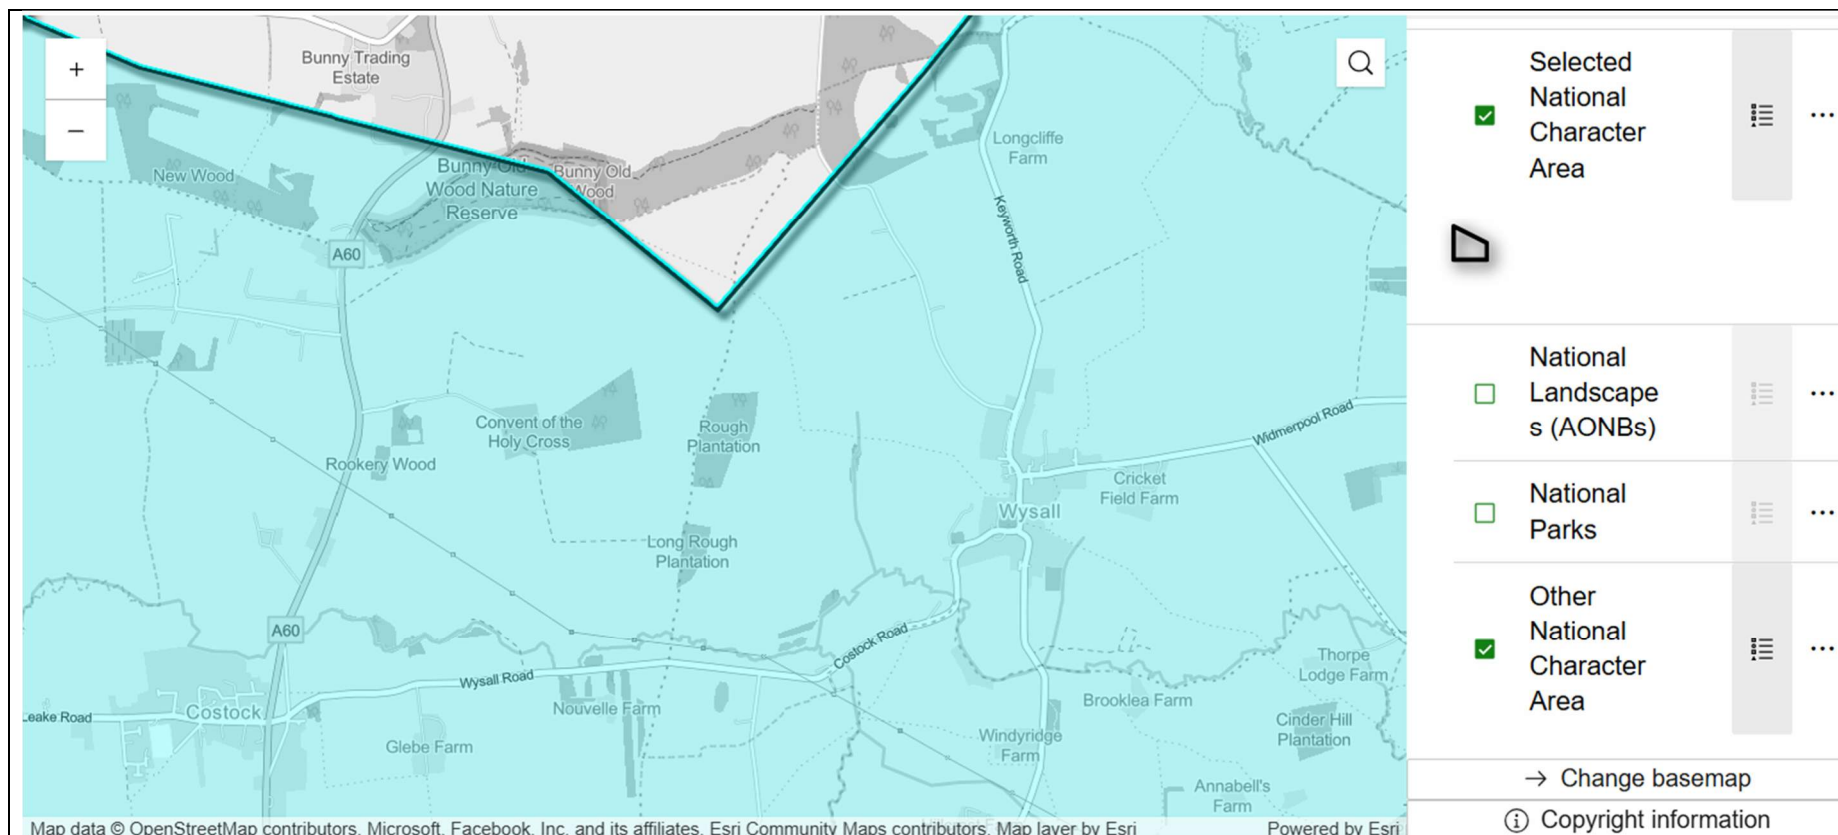 +
−
Bunny Trading
Estate
New Wood
Bunny Old
Wood Nature
Reserve
Bunny Old
Wood
Longcliffe
Farm
Keyworth Road
A60
Convent of the
Holy Cross
Rough
Plantation
Rookery Wood
Widmerpool Road
Cricket
Field Farm
Wysall
Long Rough
Plantation
A60
Costock Road
Thorpe
Lodge Farm
Wysall Road
Nouvelle Farm
Brooklea Farm
Leake Road
Costock
Cinder Hill
Plantation
Glebe Farm
Windyridge
Farm
Annabell's
Farm
Map data © OpenStreetMap contributors, Microsoft, Facebook, Inc. and its affiliates, Esri Community Maps contributors, Map layer by Esri
Powered by Esri
Selected
National
Character
Area
National
Landscape
s (AONBs)
National
Parks
Other
National
Character
Area
→ Change basemap
Copyright information